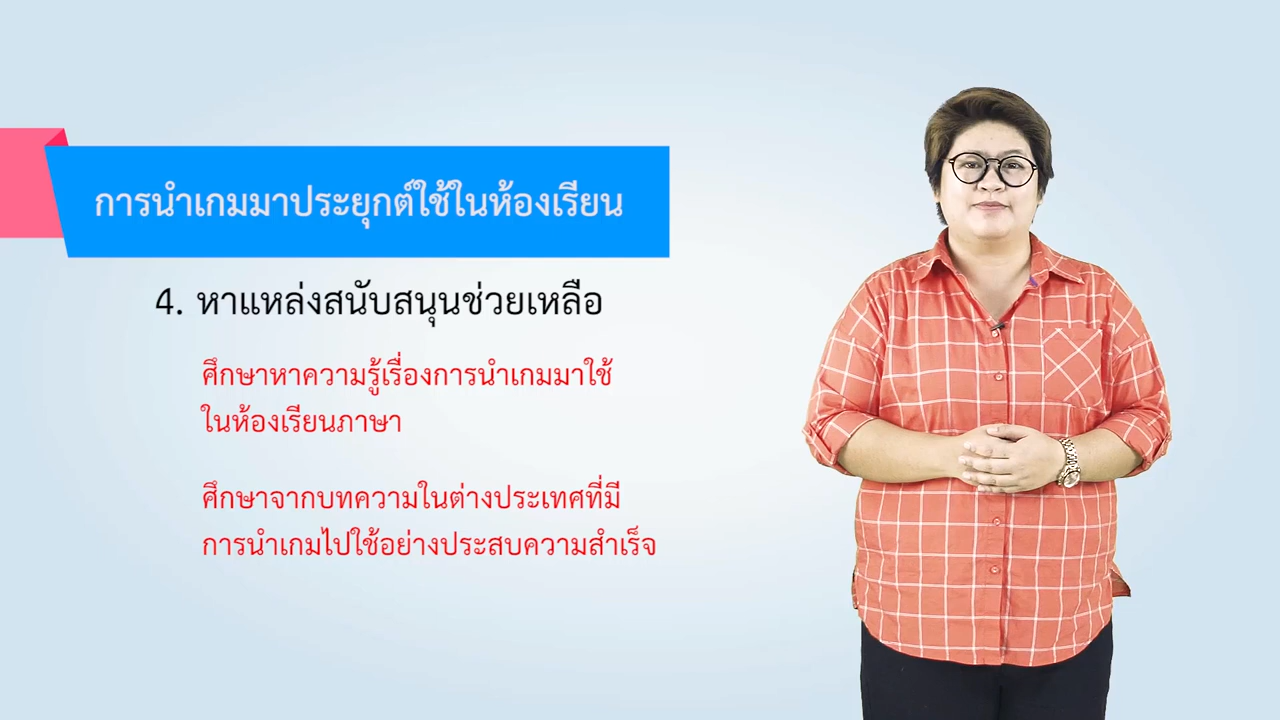 การนำเกมมาประยุกต์ใช้ในห้องเรียน
4. หาแหล่งสนับสนุนช่วยเหลือ
ศึกษาหาความรู้เรื่องการนำเกมมาใช้
ในห้องเรียนภาษา
ศึกษาจากบทความในต่างประเทศที่มี
การนำเกมไปใช้อย่างประสบความสำเร็จ